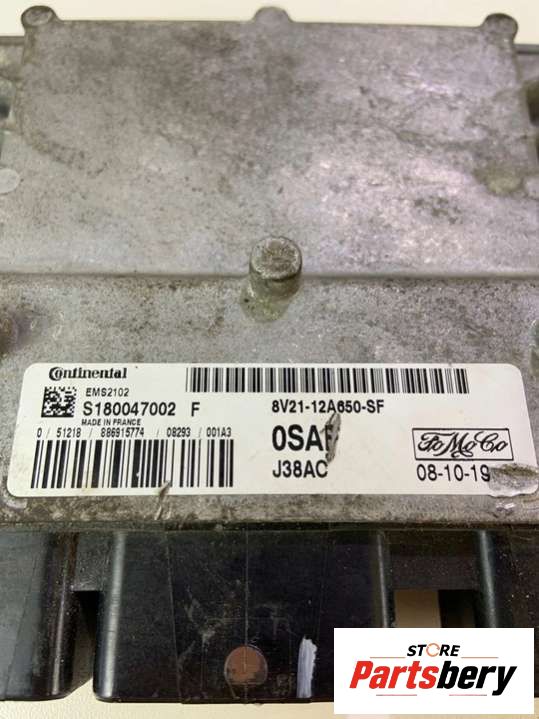 Continental
EMS2102
S180047002 F
MADE IN FRANCE
0 / 51218 / 886915774 / 08293 / 001A3
8V21-12A650-SF
J38AC
FoMoCo
08-10-19
STORE
Partsbery